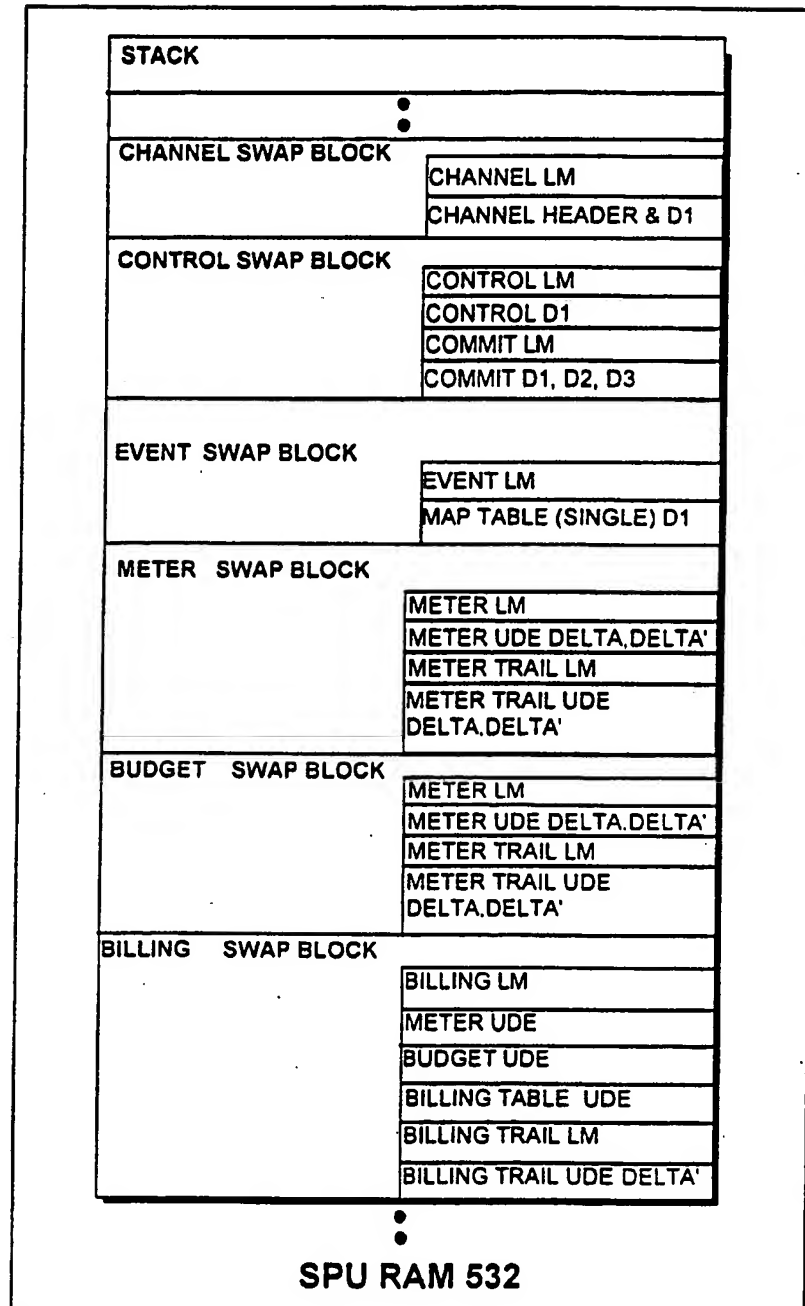 STACK
CHANNEL SWAP BLOCK
CHANNEL LM
CHANNEL HEADER & D1
CONTROL SWAP BLOCK
CONTROL LM
CONTROL D1
COMMIT LM
COMMIT D1, D2, D3
EVENT SWAP BLOCK
EVENT LM
MAP TABLE (SINGLE) D1
METER SWAP BLOCK
METER LM
METER UDE DELTA,DELTA'
METER TRAIL LM
METER TRAIL UDE
DELTA,DELTA'
BUDGET SWAP BLOCK
METER LM
METER UDE DELTA.DELTA'
METER TRAIL LM
METER TRAIL UDE
DELTA,DELTA'
BILLING SWAP BLOCK
BILLING LM
METER UDE
BUDGET UDE
BILLING TABLE UDE
BILLING TRAIL LM
BILLING TRAIL UDE DELTA'
SPU RAM 532